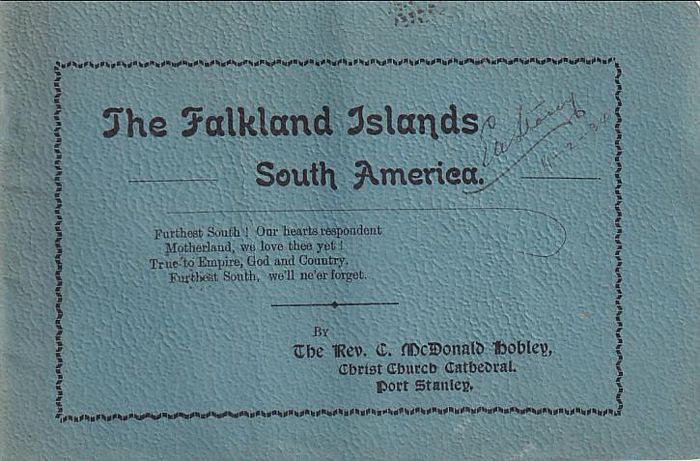 The Falkland Islands
South America.
Furthest South! Our hearts respondent
Motherland, we love thee yet!
True to Empire, God and Country.
Furthest South, we'll ne'er forget.
By
The Rev. C. McDonald Hobley,
Christ Church Cathedral.
Port Stanley.